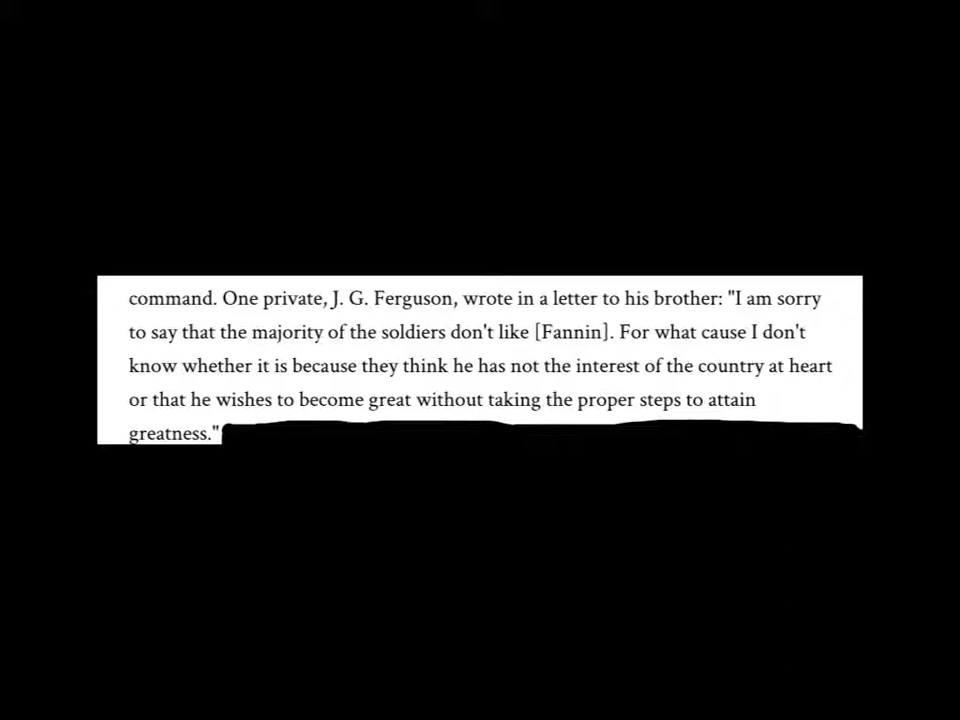 command. One private, J. G. Ferguson, wrote in a letter to his brother: "I am sorry
to say that the majority of the soldiers don't like [Fannin]. For what cause I don't
know whether it is because they think he has not the interest of the country at heart
or that he wishes to become great without taking the proper steps to attain
greatness."